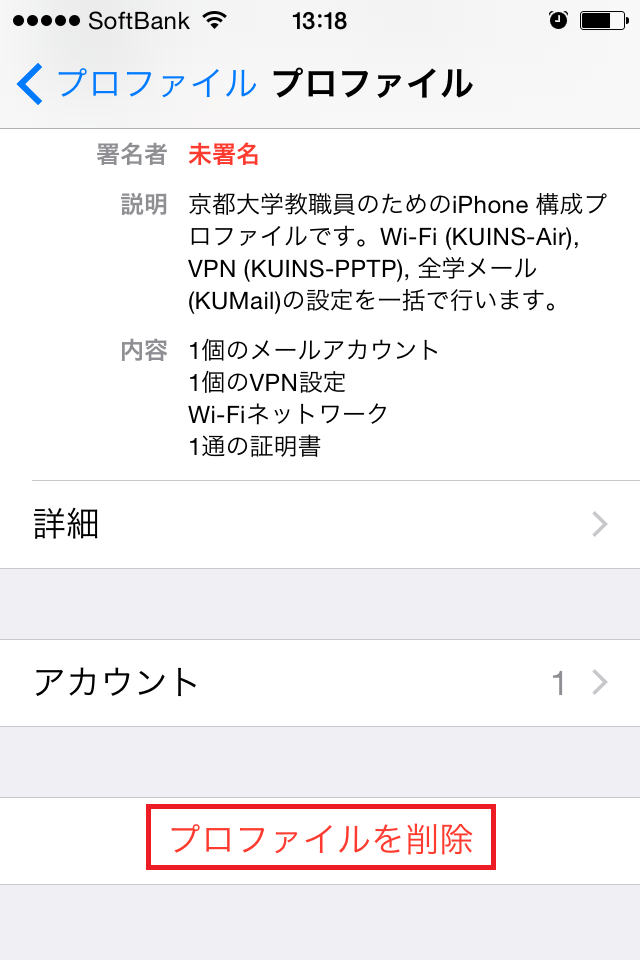 SoftBank 13:18
プロファイル プロファイル
署名者 未署名
説明 京都大学教職員のためのiPhone 構成プ
ロファイルです。Wi-Fi (KUINS-Air),
VPN (KUINS-PPTP), 全学メール
(KUMail)の設定を一括で行います。
内容 1個のメールアカウント
1個のVPN設定
Wi-Fiネットワーク
1通の証明書
詳細
アカウント 1
プロファイルを削除